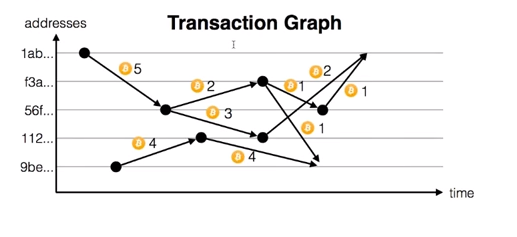 Transaction Graph
addresses
1ab...
f3a...
56f...
112...
9be...
5
2
3
4
4
1
1
2
1
time